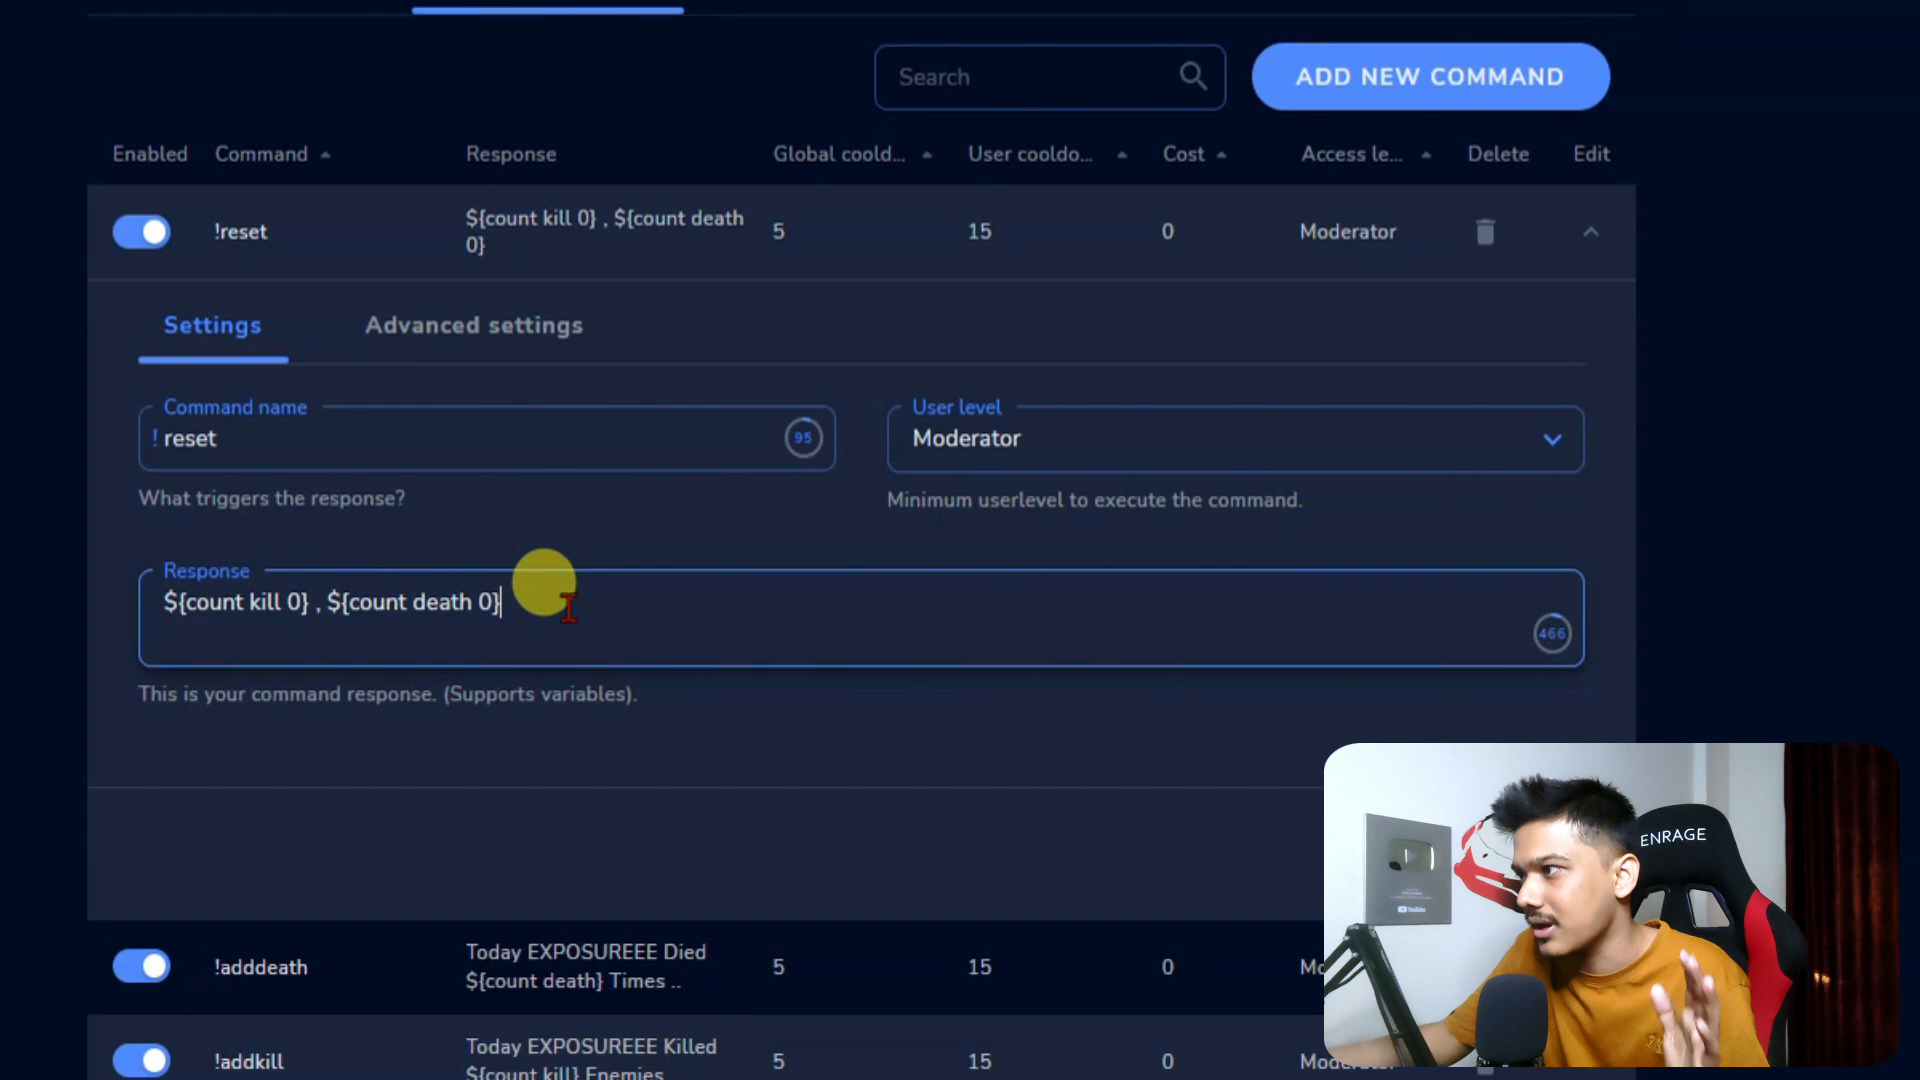 Search
ADD NEW COMMAND
Enabled Command Response Global coold... User cooldo... Cost Access le... Delete Edit
!reset ${count kill 0} , ${count death 0} 5 15 0 Moderator
Settings Advanced settings
Command name
! reset
95
User level
Moderator
What triggers the response?
Minimum userlevel to execute the command.
Response
${count kill 0} , ${count death 0}
466
This is your command response. (Supports variables).
!adddeath
Today EXPOSUREEE Died
${count death} Times ..
5 15 0
!addkill
Today EXPOSUREEE Killed
${count kill} Enemies
5 15 0
ENRAGE
YouTube